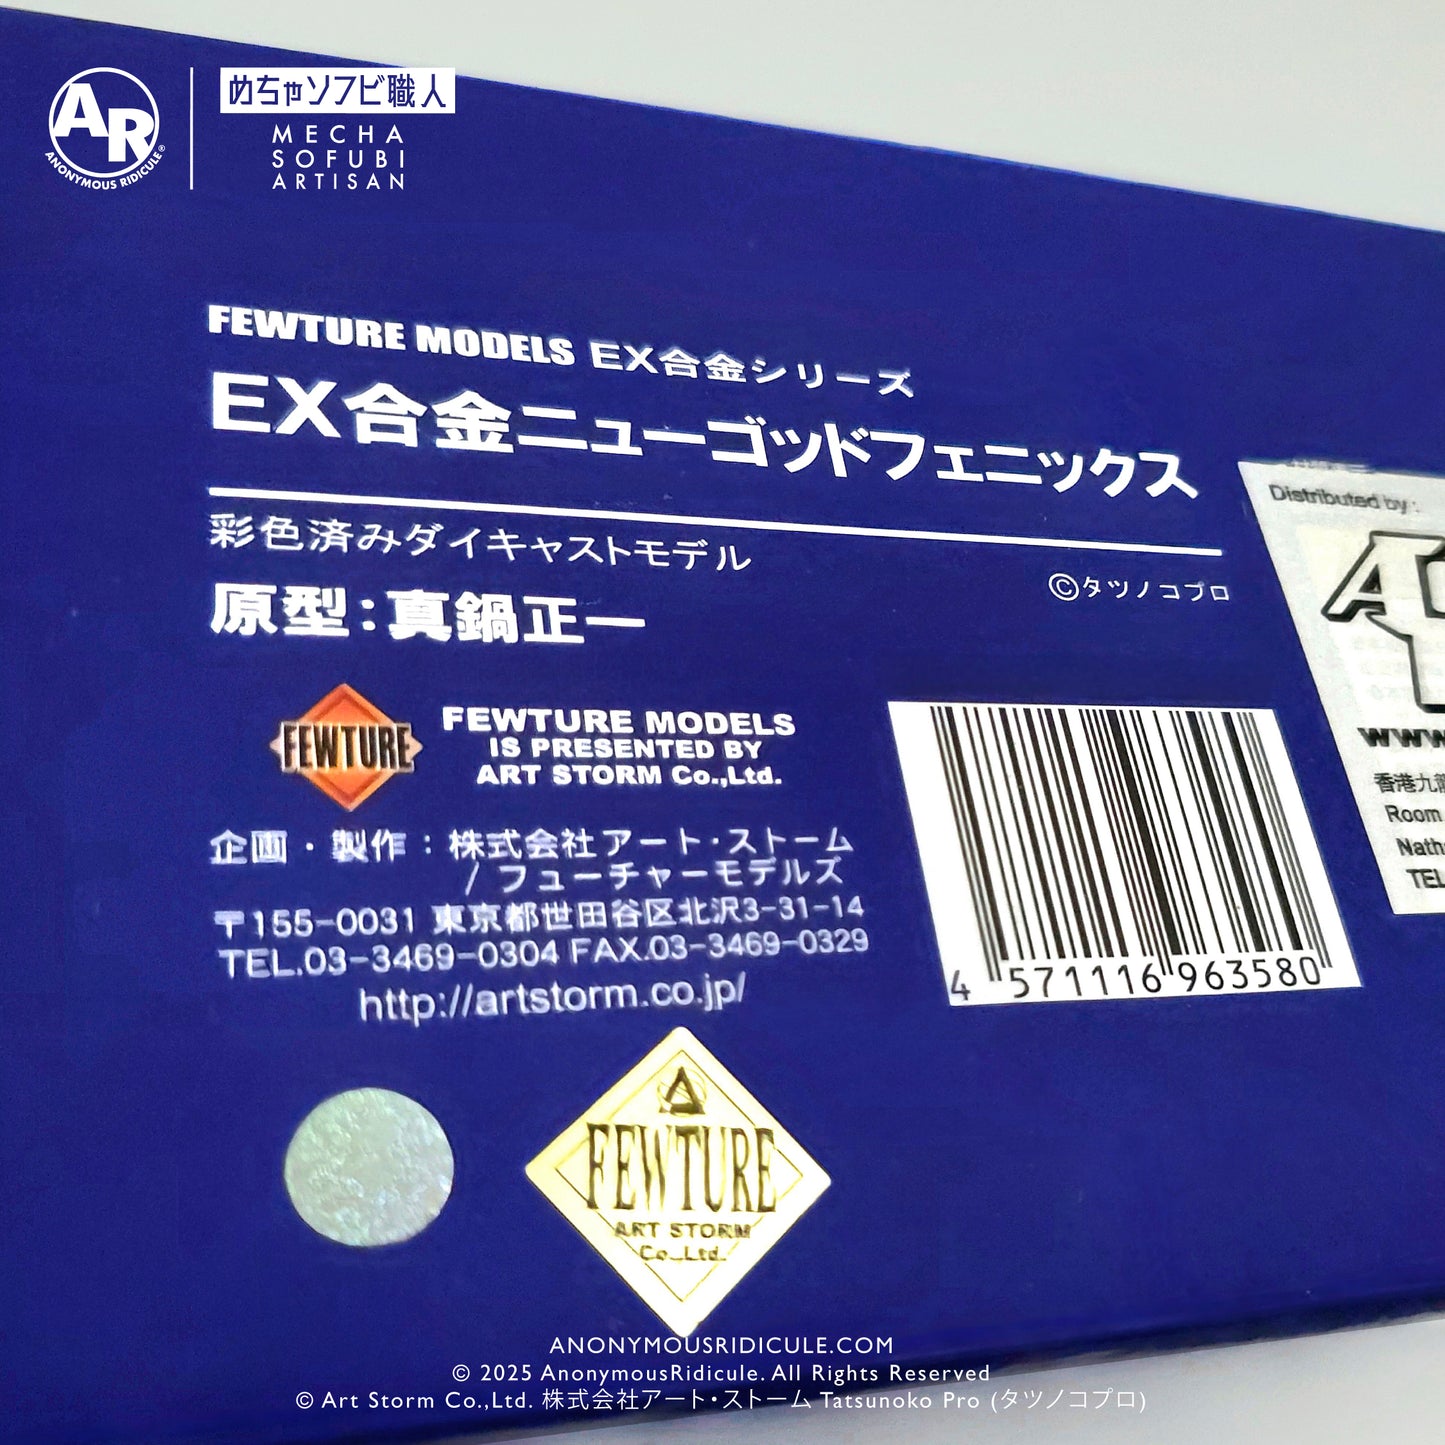 AR
ANONYMOUS RIDICULE®
めちゃソフビ職人
MECHA
SOFUBI
ARTISAN
FEWTURE MODELS EX合金シリーズ
EX合金ニューゴッドフェニックス
彩色済みダイキャストモデル
©タツノコプロ
原型:真鍋正一
FEWTURE
FEWTURE MODELS
IS PRESENTED BY
ART STORM Co.,Ltd.
企画・製作:株式会社アート・ストーム
/フューチャーモデルズ
〒155-0031 東京都世田谷区北沢3-31-14
TEL.03-3469-0304 FAX.03-3469-0329
http://artstorm.co.jp/
4 571116 963580
Distributed by:
www
香港九龍
Room
Nath
TEL
FEWTURE
ART STORM
Co.,Ltd.
ANONYMOUSRIDICULE.COM
© 2025 AnonymousRidicule. All Rights Reserved
© Art Storm Co.,Ltd. 株式会社アート・ストーム Tatsunoko Pro (タツノコプロ)